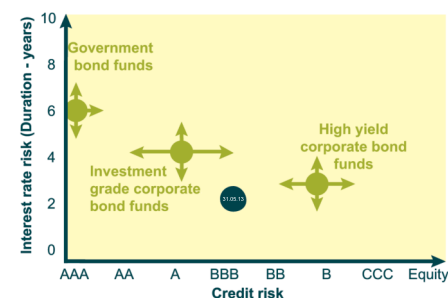 Interest rate risk (Duration - years)
10
8
6
4
2
0
Government
bond funds
Investment
grade corporate
bond funds
31.05.13
High yield
corporate bond
funds
AAA AA A BBB BB B CCC Equity
Credit risk